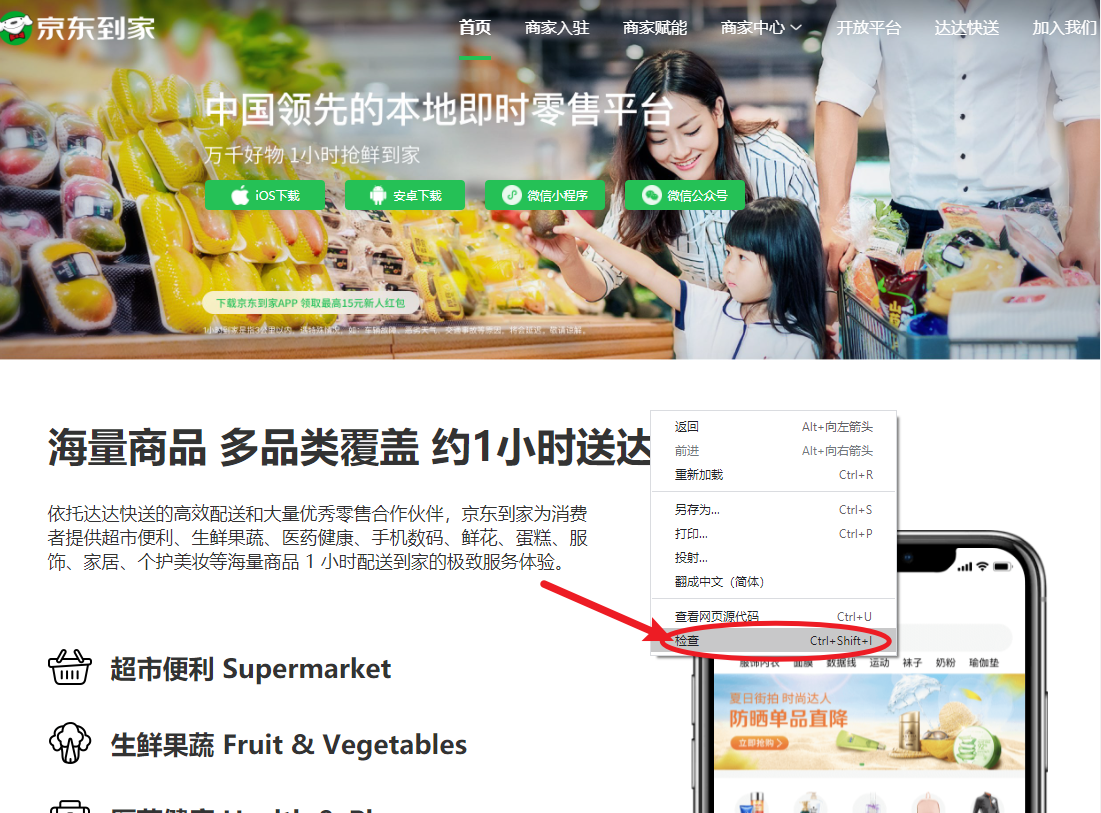 京东到家
首页 商家入驻 商家赋能 商家中心 开放平台 达达快送 加入我们
中国领先的本地即时零售平台
万千好物 1小时抢鲜到家
iOS下载 安卓下载 微信小程序 微信公众号
下载京东到家APP 领取最高15元新人红包
海量商品 多品类覆盖 约1小时送达
依托达达快送的高效配送和大量优秀零售合作伙伴，京东到家为消费
者提供超市便利、生鲜果蔬、医药健康、手机数码、鲜花、蛋糕、服
饰、家居、个护美妆等海量商品 1 小时配送到家的极致服务体验。
超市便利 Supermarket
生鲜果蔬 Fruit & Vegetables
返回 Alt+向左箭头
前进 Alt+向右箭头
重新加载 Ctrl+R
另存为... Ctrl+S
打印... Ctrl+P
投射...
翻成中文（简体）
查看网页源代码 Ctrl+U
检查 Ctrl+Shift+I
服饰内衣 面膜 数据线 运动 袜子 奶粉 瑜伽垫
夏日街拍 时尚达人
防晒单品直降
立即抢购